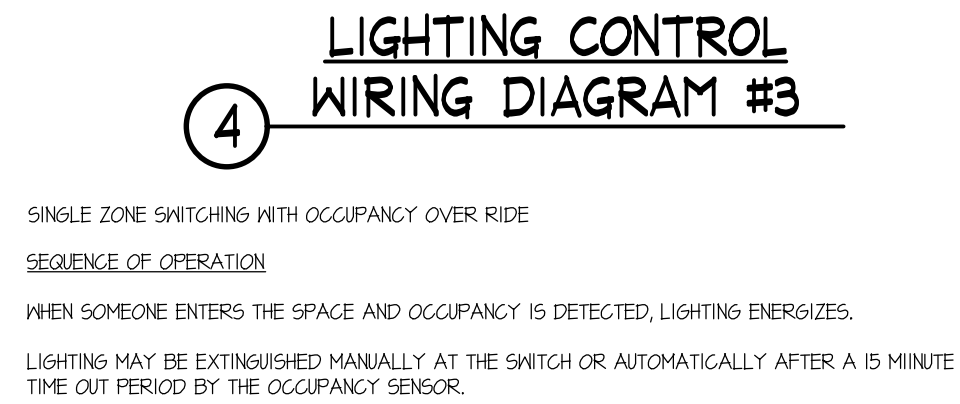 LIGHTING CONTROL
WIRING DIAGRAM #3
4
SINGLE ZONE SWITCHING WITH OCCUPANCY OVER RIDE
SEQUENCE OF OPERATION
WHEN SOMEONE ENTERS THE SPACE AND OCCUPANCY IS DETECTED, LIGHTING ENERGIZES.
LIGHTING MAY BE EXTINGUISHED MANUALLY AT THE SWITCH OR AUTOMATICALLY AFTER A 15 MIINUTE
TIME OUT PERIOD BY THE OCCUPANCY SENSOR.